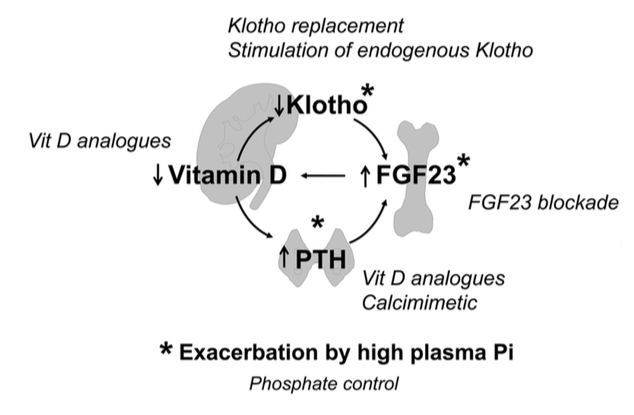 Klotho replacement
Stimulation of endogenous Klotho
↓Klotho*
Vit D analogues
↓Vitamin D
↑FGF23*
FGF23 blockade
*
↑PTH
Vit D analogues
Calcimimetic
* Exacerbation by high plasma Pi
Phosphate control